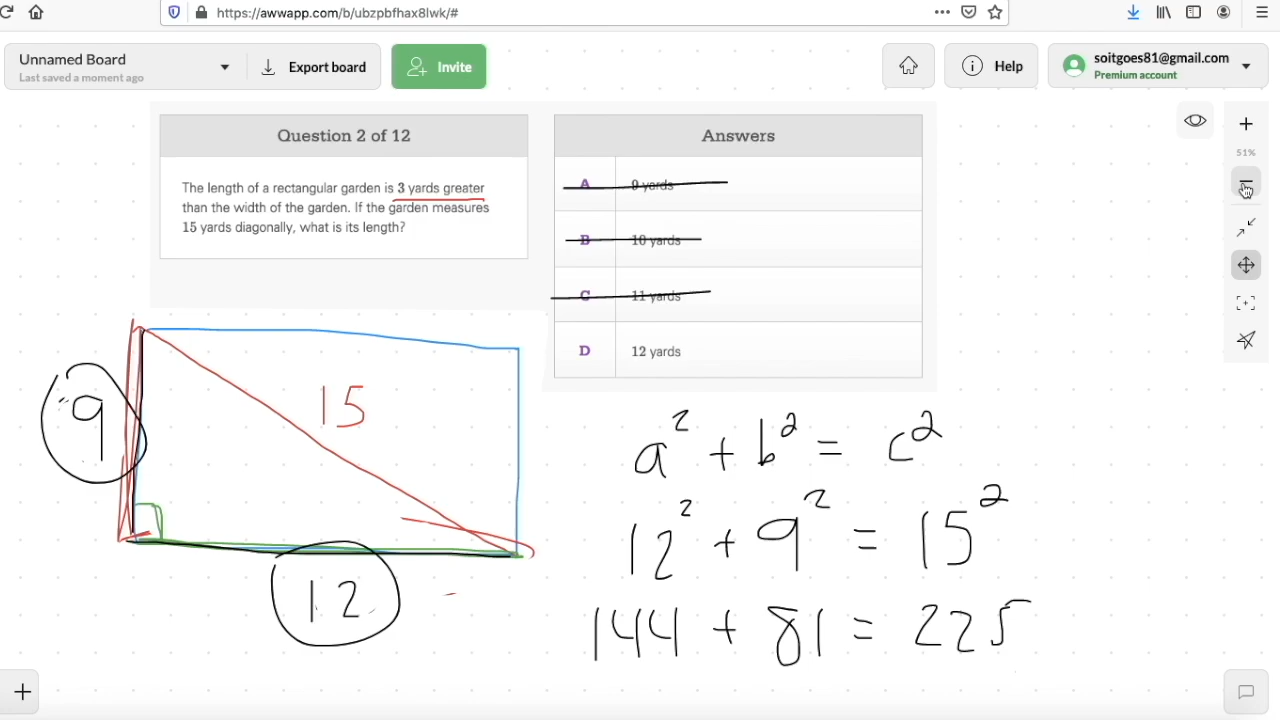 https://awwapp.com/b/ubzpbfhax8lwk/#
Unnamed Board
Last saved a moment ago
Export board
Invite
Help
soitgoes81@gmail.com
Premium account
51%
Question 2 of 12
The length of a rectangular garden is 3 yards greater
than the width of the garden. If the garden measures
15 yards diagonally, what is its length?
Answers
A 9 yards
B 10 yards
C 11 yards
D 12 yards
9
15
12
a² + b² = c²
12² + 9² = 15²
144 + 81 = 225